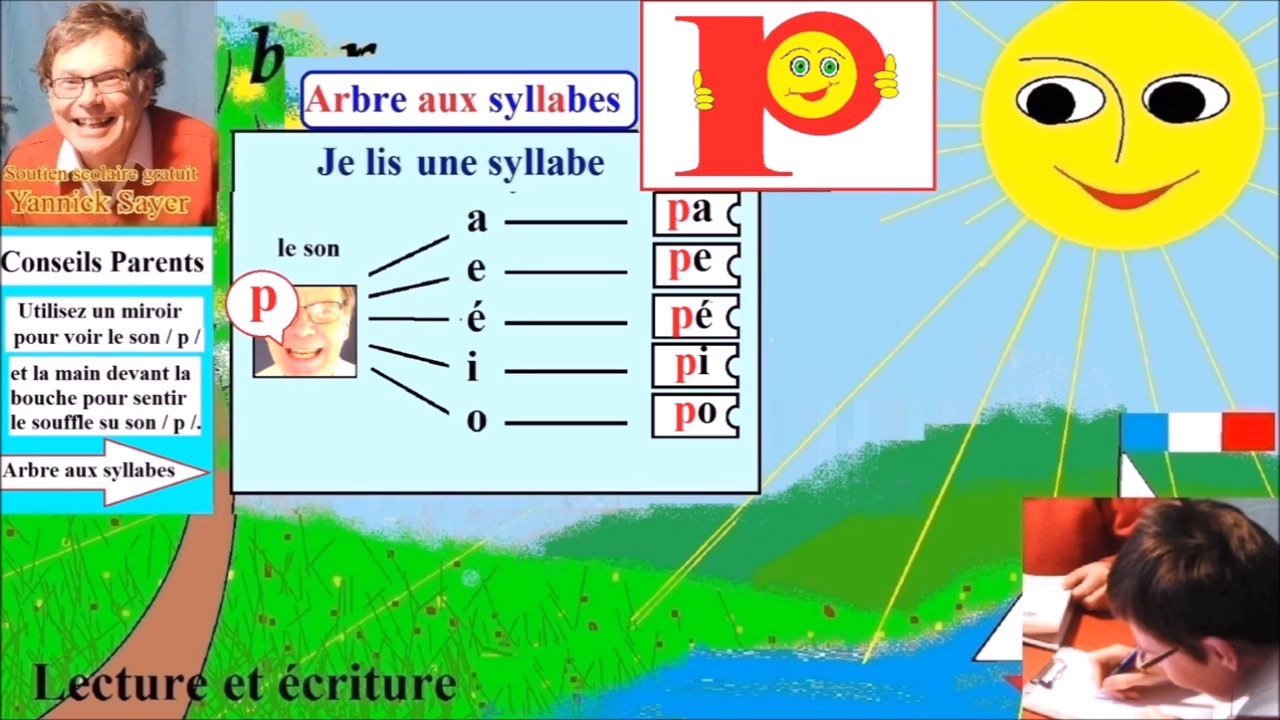 Soutien scolaire gratuit
Yannick Sayer
Conseils Parents
Utilisez un miroir
pour voir le son / p /
et la main devant la
bouche pour sentir
le souffle su son / p /.
Arbre aux syllabes
b
Arbre aux syllabes
p
Je lis une syllabe
le son
p
a pa
e pe
é pé
i pi
o po
Lecture et écriture